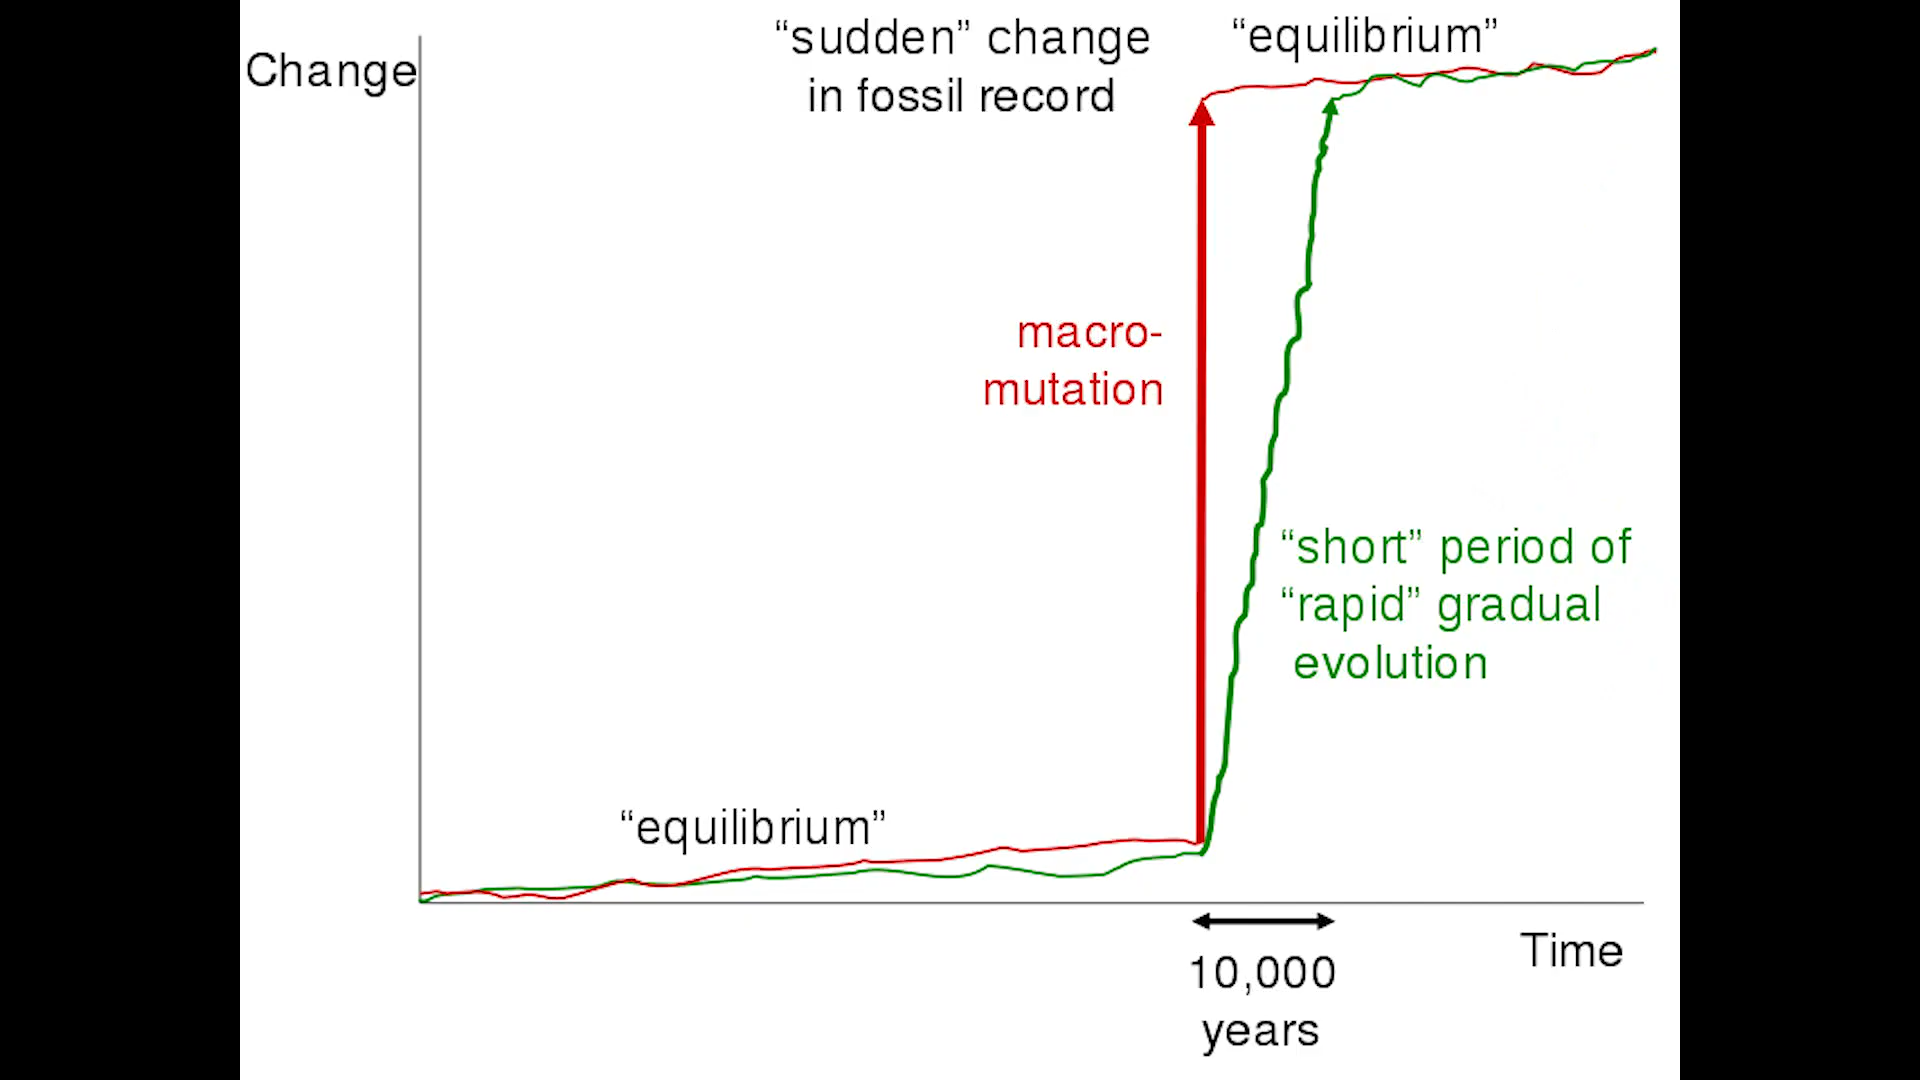 Change
“sudden” change
in fossil record
“equilibrium”
macro-
mutation
“short” period of
“rapid” gradual
evolution
“equilibrium”
Time
10,000
years